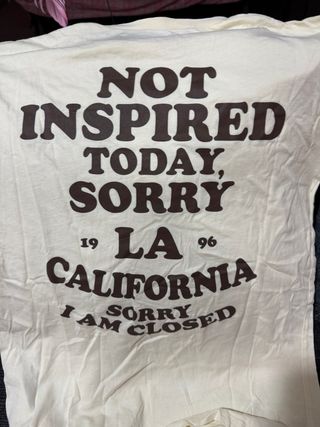 NOT
INSPIRED
TODAY,
SORRY
19 LA 96
CALIFORNIA
SORRY
I AM CLOSED